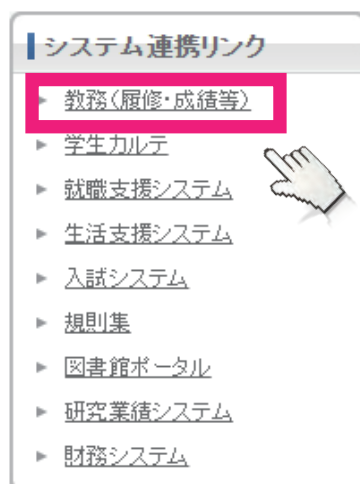 システム連携リンク
教務(履修・成績等)
学生カルテ
就職支援システム
生活支援システム
入試システム
規則集
図書館ポータル
研究業績システム
財務システム